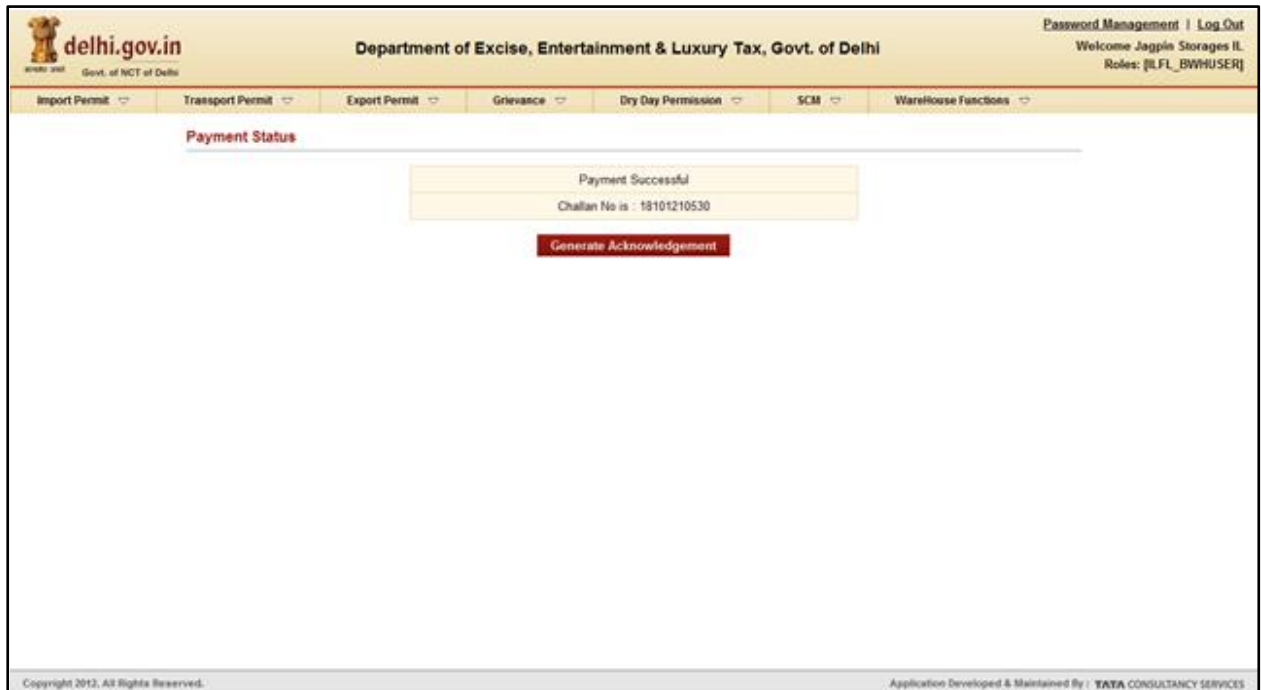 Password Management | Log Out
delhi.gov.in
Department of Excise, Entertainment & Luxury Tax, Govt. of Delhi
Welcome Jagpin Storages IL
Govt. of NCT of Delhi
Roles: [ILFL_BWHUSER]
Import Permit Transport Permit Export Permit Grievance Dry Day Permission SCM WareHouse Functions
Payment Status
Payment Successful
Challan No is : 18101210530
Generate Acknowledgement
Copyright 2012, All Rights Reserved.
Application Developed & Maintained By : TATA CONSULTANCY SERVICES